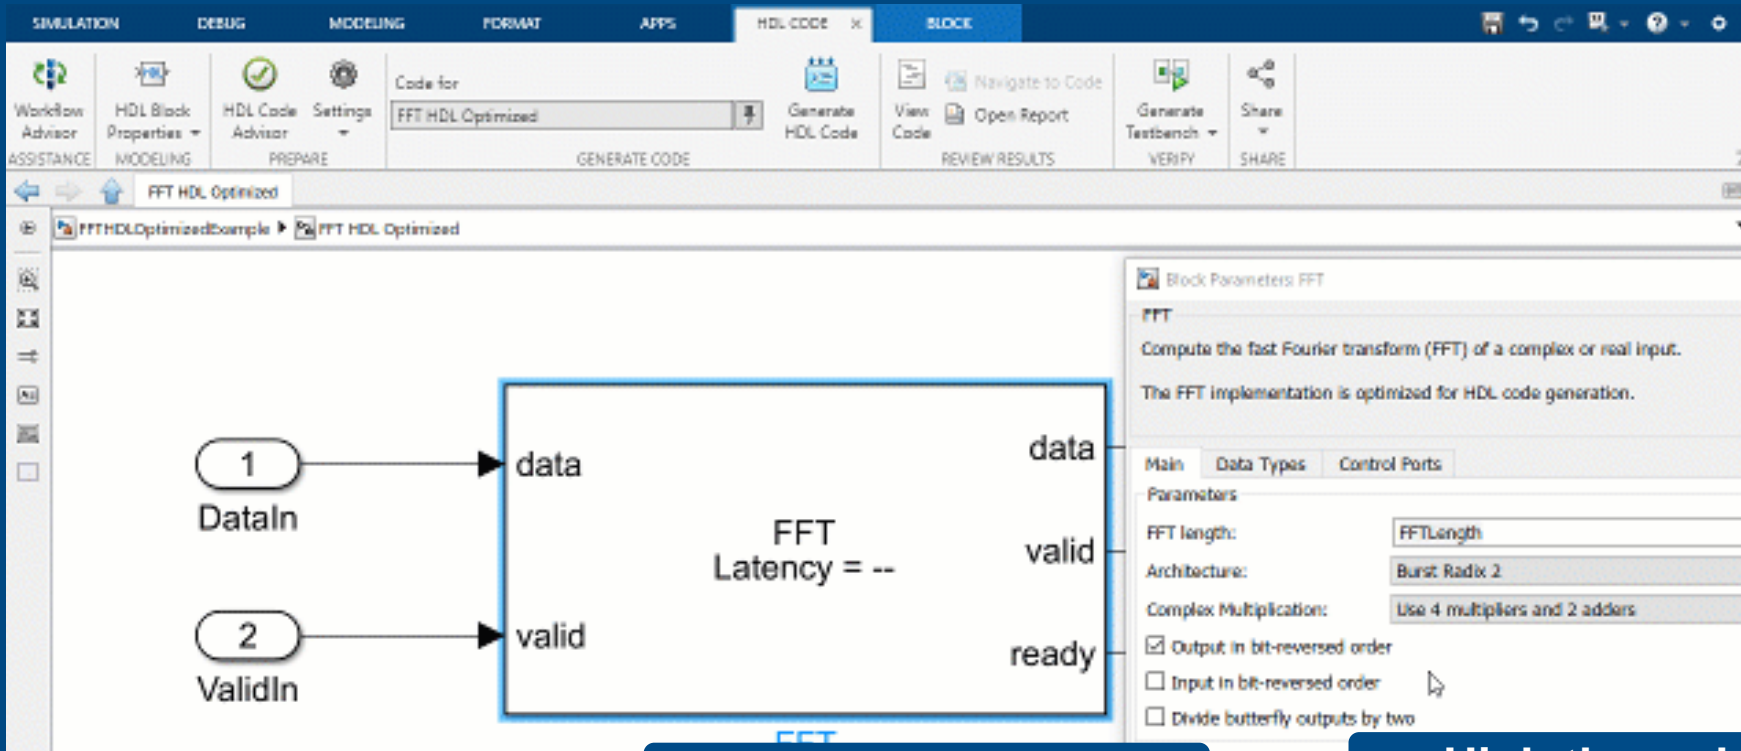 SIMULATION DEBUG MODELING FORMAT APPS HDL CODE BLOCK
Workflow Advisor
HDL Block Properties
HDL Code Advisor
Settings
Code for
FFT HDL Optimized
Generate HDL Code
View Code
Navigate to Code
Open Report
Generate Testbench
Share
ASSISTANCE MODELING PREPARE GENERATE CODE REVIEW RESULTS VERIFY SHARE
FFT HDL Optimized
FFTHDLOptimizedExample FFT HDL Optimized
1
DataIn
2
ValidIn
data
valid
FFT
Latency = --
data
valid
ready
FFT
Block Parameters: FFT
FFT
Compute the fast Fourier transform (FFT) of a complex or real input.
The FFT implementation is optimized for HDL code generation.
Main Data Types Control Ports
Parameters
FFT length: FFTLength
Architecture: Burst Radix 2
Complex Multiplication: Use 4 multipliers and 2 adders
Output in bit-reversed order
Input in bit-reversed order
Divide butterfly outputs by two